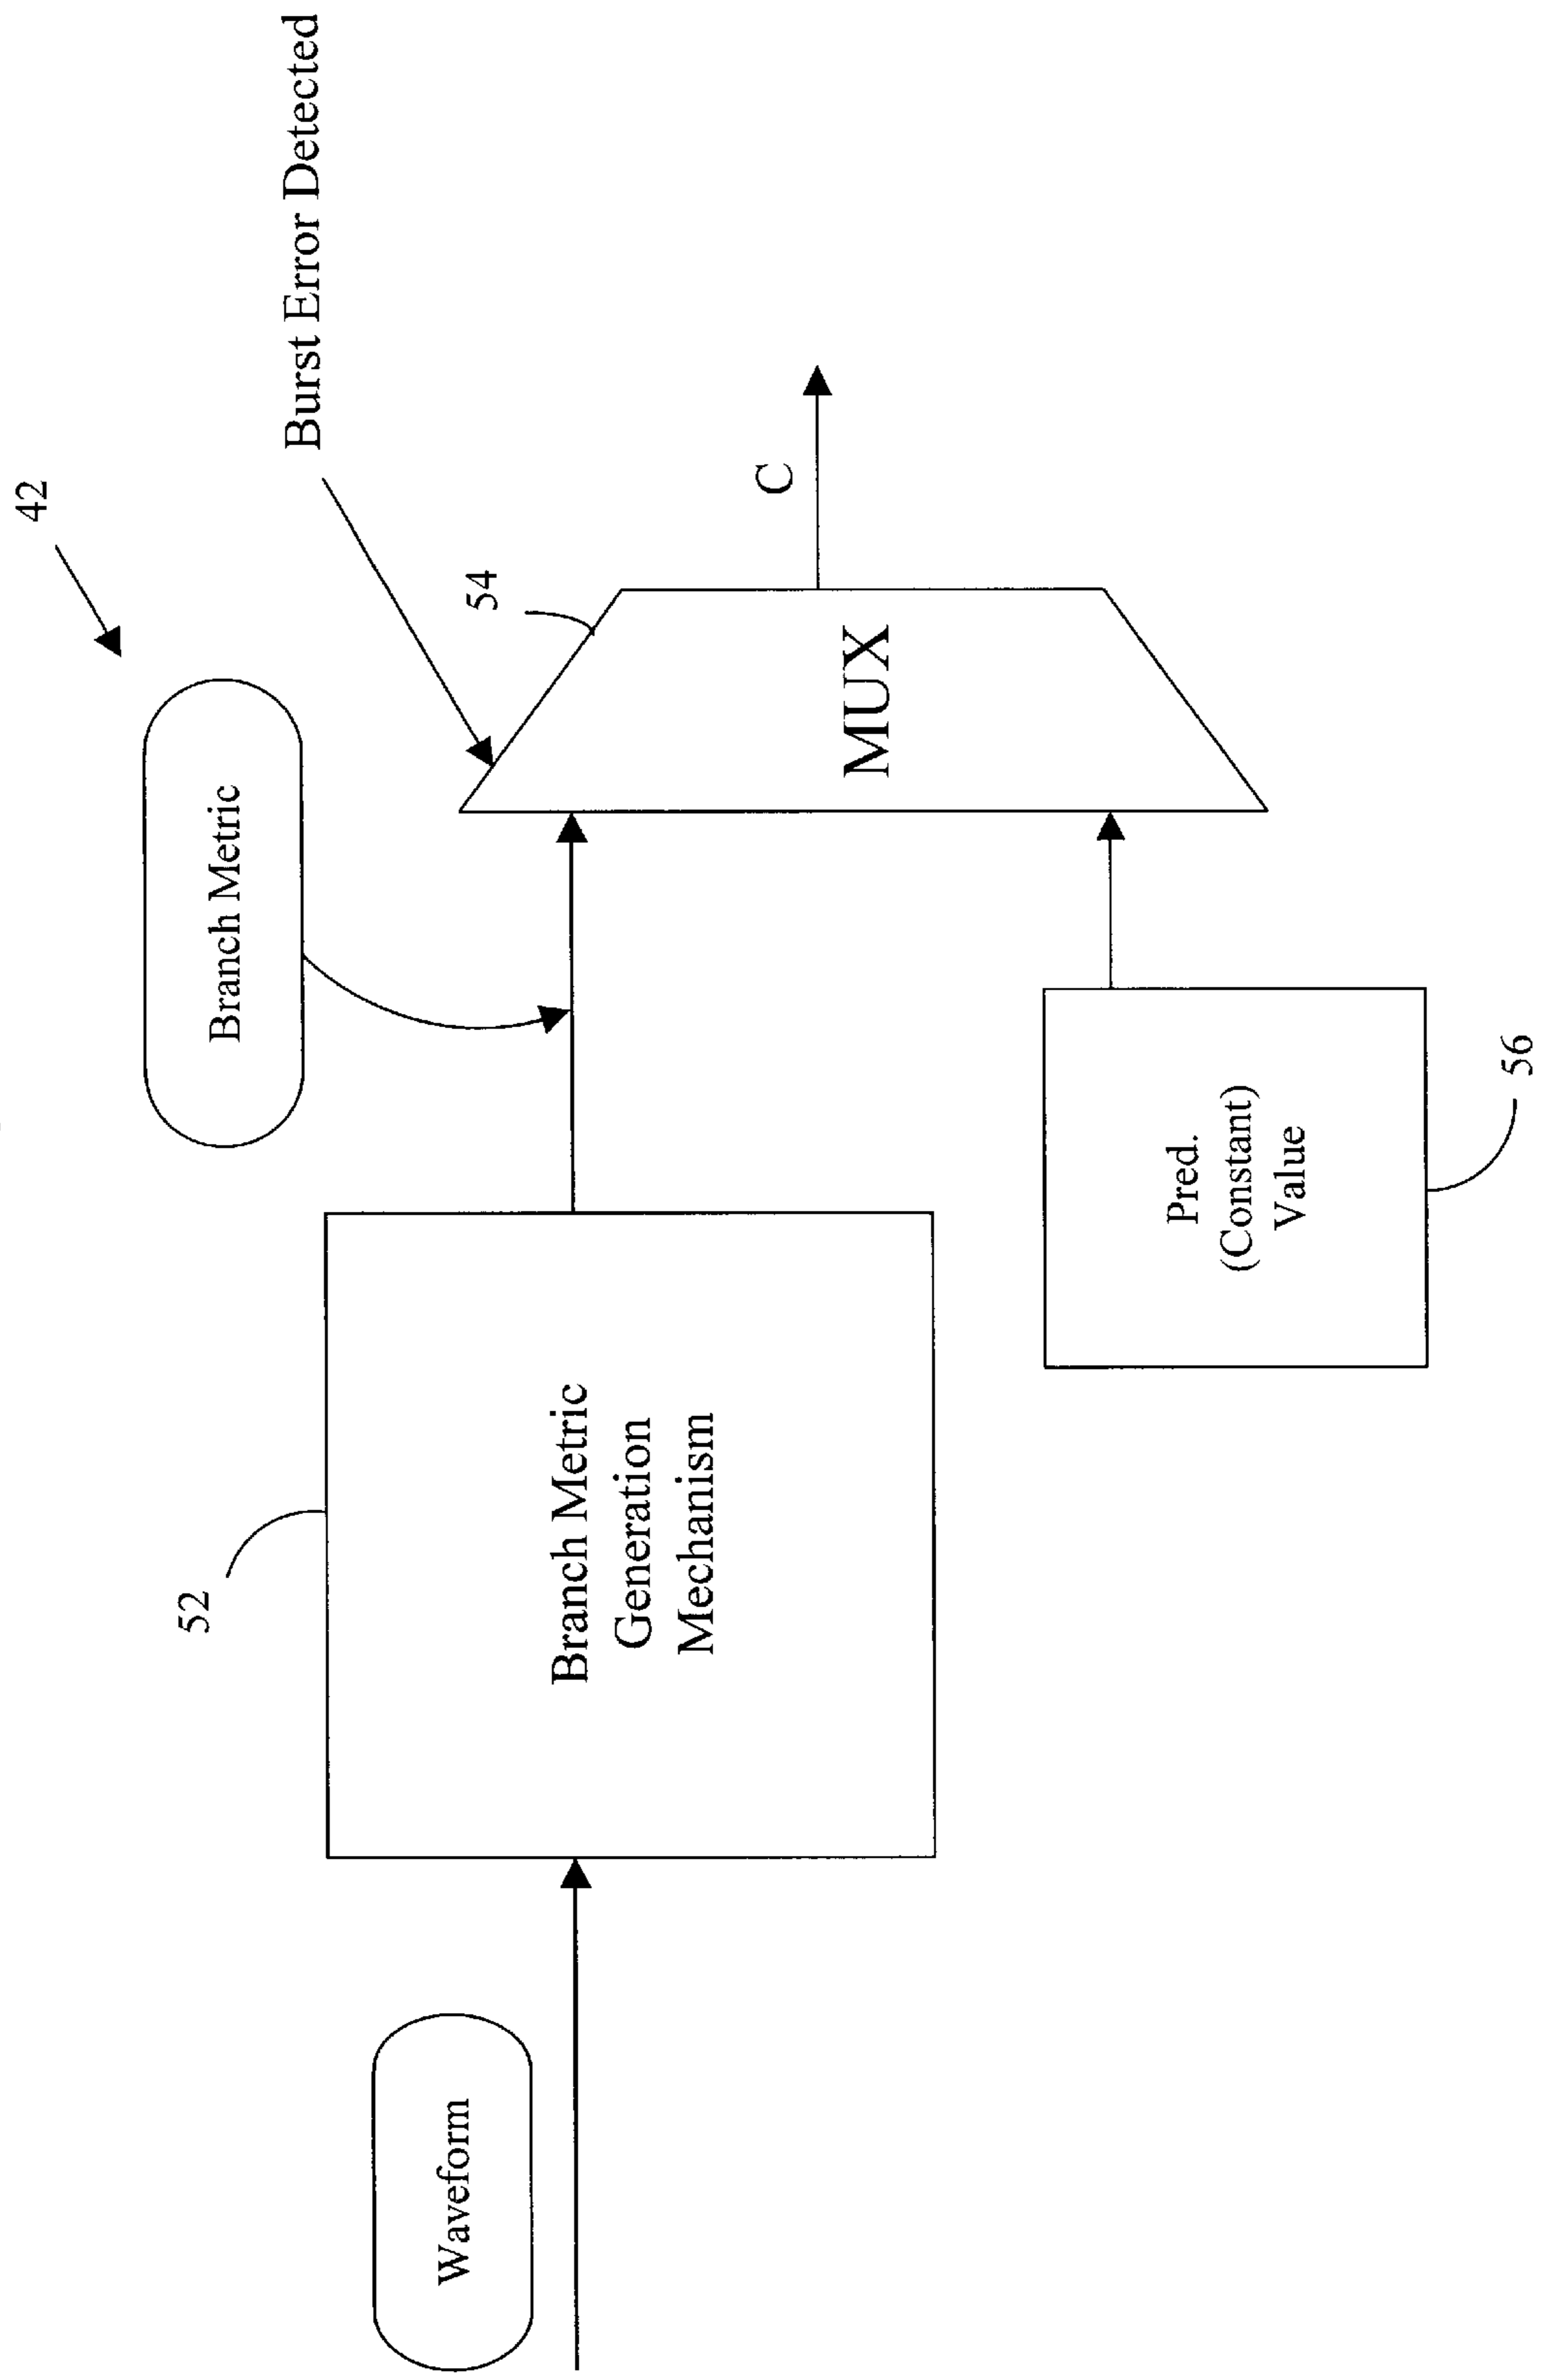 42
Burst Error Detected
Branch Metric
54
C
52
MUX
Waveform
Branch Metric
Generation
Mechanism
Pred.
(Constant)
Value
56